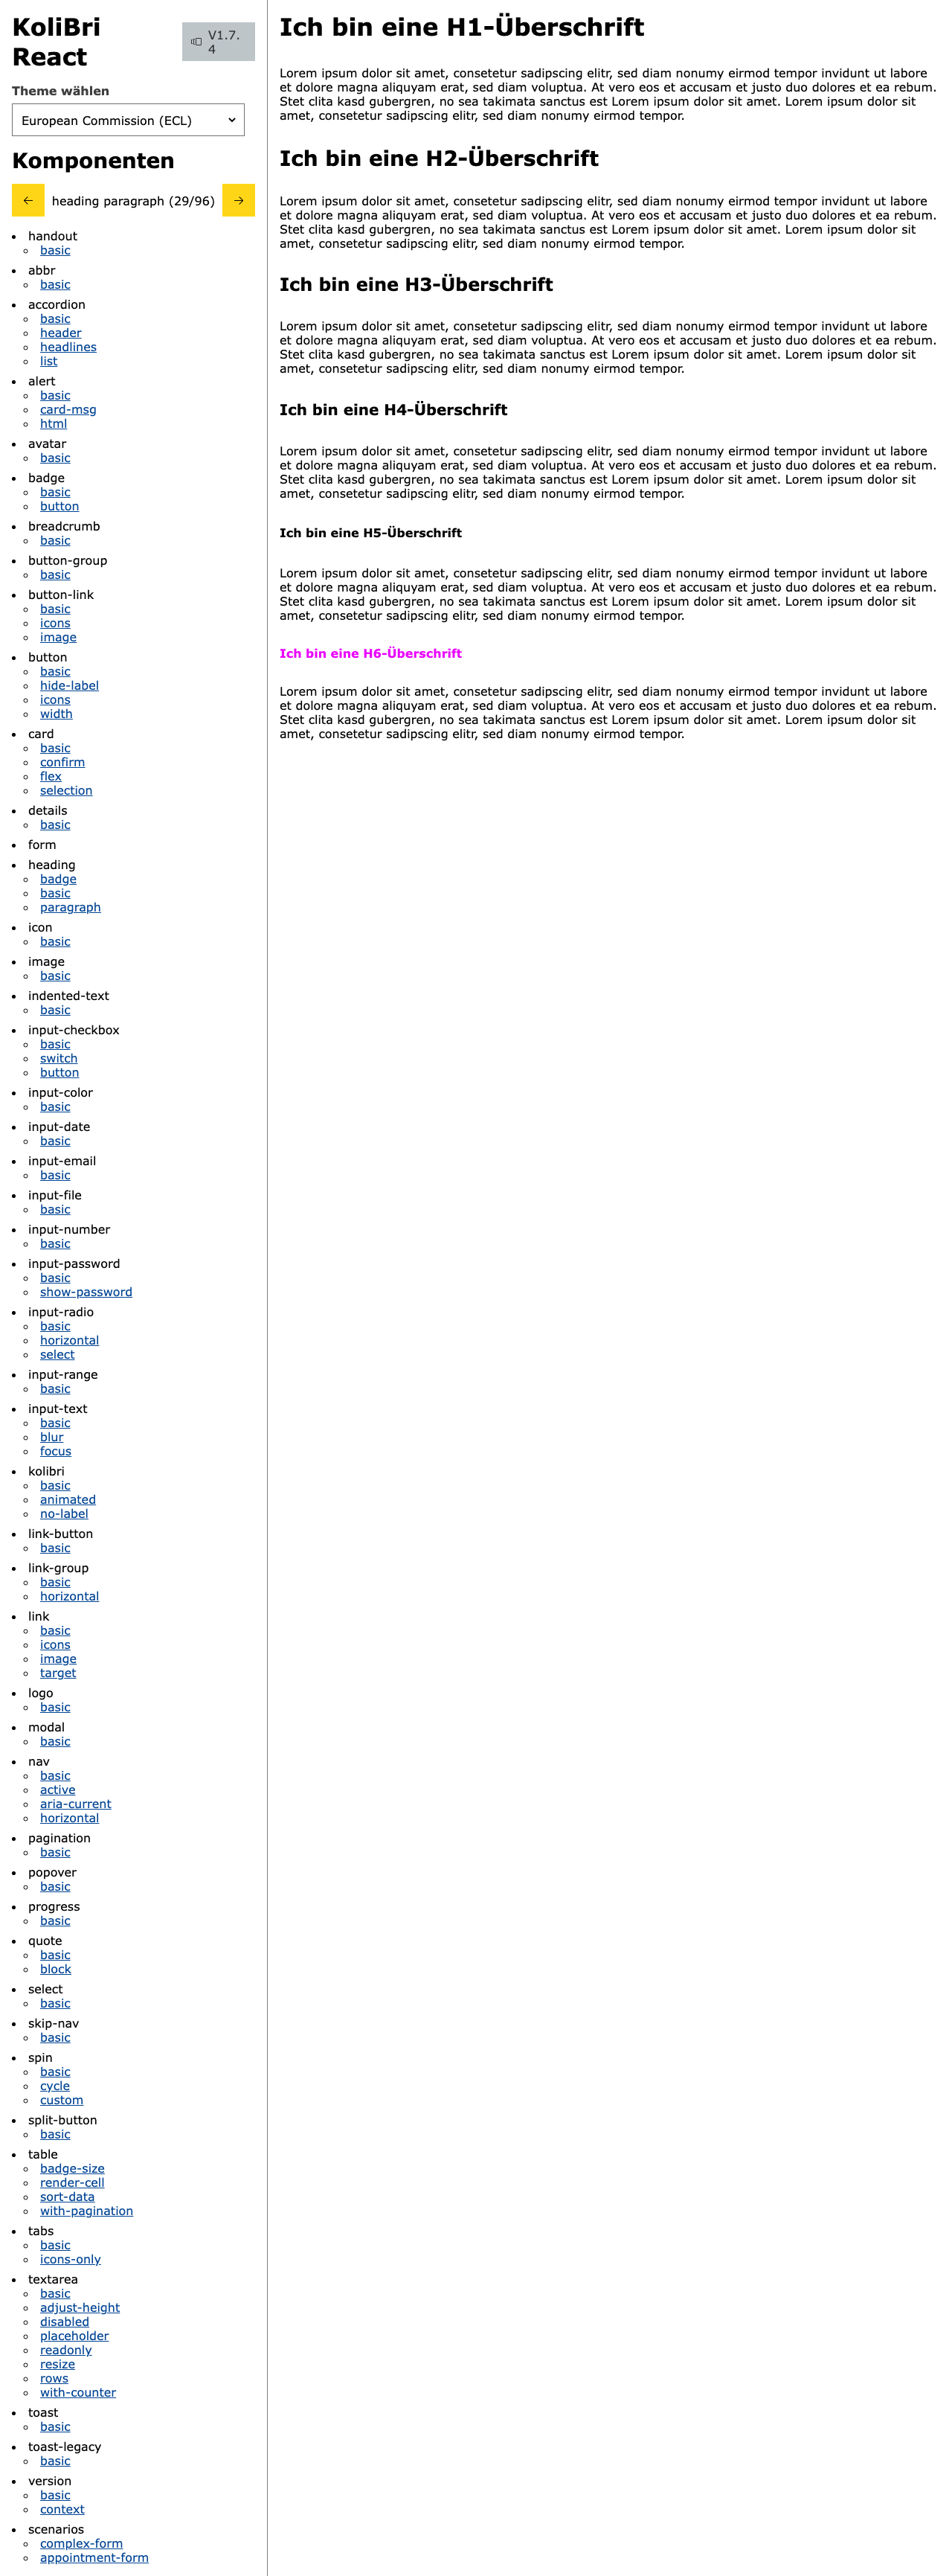 KoliBri
React
V1.7.
4
Theme wählen
European Commission (ECL)
Komponenten
← heading paragraph (29/96) →
handout
basic
abbr
basic
accordion
basic
header
headlines
list
alert
basic
card-msg
html
avatar
basic
badge
basic
button
breadcrumb
basic
button-group
basic
button-link
basic
icons
image
button
basic
hide-label
icons
width
card
basic
confirm
flex
selection
details
basic
form
heading
badge
basic
paragraph
icon
basic
image
basic
indented-text
basic
input-checkbox
basic
switch
button
input-color
basic
input-date
basic
input-email
basic
input-file
basic
input-number
basic
input-password
basic
show-password
input-radio
basic
horizontal
select
input-range
basic
input-text
basic
blur
focus
kolibri
basic
animated
no-label
link-button
basic
link-group
basic
horizontal
link
basic
icons
image
target
logo
basic
modal
basic
nav
basic
active
aria-current
horizontal
pagination
basic
popover
basic
progress
basic
quote
basic
block
select
basic
skip-nav
basic
spin
basic
cycle
custom
split-button
basic
table
badge-size
render-cell
sort-data
with-pagination
tabs
basic
icons-only
textarea
basic
adjust-height
disabled
placeholder
readonly
resize
rows
with-counter
toast
basic
toast-legacy
basic
version
basic
context
scenarios
complex-form
appointment-form
Ich bin eine H1-Überschrift
Lorem ipsum dolor sit amet, consetetur sadipscing elitr, sed diam nonumy eirmod tempor invidunt ut labore
et dolore magna aliquyam erat, sed diam voluptua. At vero eos et accusam et justo duo dolores et ea rebum.
Stet clita kasd gubergren, no sea takimata sanctus est Lorem ipsum dolor sit amet. Lorem ipsum dolor sit
amet, consetetur sadipscing elitr, sed diam nonumy eirmod tempor.
Ich bin eine H2-Überschrift
Lorem ipsum dolor sit amet, consetetur sadipscing elitr, sed diam nonumy eirmod tempor invidunt ut labore
et dolore magna aliquyam erat, sed diam voluptua. At vero eos et accusam et justo duo dolores et ea rebum.
Stet clita kasd gubergren, no sea takimata sanctus est Lorem ipsum dolor sit amet. Lorem ipsum dolor sit
amet, consetetur sadipscing elitr, sed diam nonumy eirmod tempor.
Ich bin eine H3-Überschrift
Lorem ipsum dolor sit amet, consetetur sadipscing elitr, sed diam nonumy eirmod tempor invidunt ut labore
et dolore magna aliquyam erat, sed diam voluptua. At vero eos et accusam et justo duo dolores et ea rebum.
Stet clita kasd gubergren, no sea takimata sanctus est Lorem ipsum dolor sit amet. Lorem ipsum dolor sit
amet, consetetur sadipscing elitr, sed diam nonumy eirmod tempor.
Ich bin eine H4-Überschrift
Lorem ipsum dolor sit amet, consetetur sadipscing elitr, sed diam nonumy eirmod tempor invidunt ut labore
et dolore magna aliquyam erat, sed diam voluptua. At vero eos et accusam et justo duo dolores et ea rebum.
Stet clita kasd gubergren, no sea takimata sanctus est Lorem ipsum dolor sit amet. Lorem ipsum dolor sit
amet, consetetur sadipscing elitr, sed diam nonumy eirmod tempor.
Ich bin eine H5-Überschrift
Lorem ipsum dolor sit amet, consetetur sadipscing elitr, sed diam nonumy eirmod tempor invidunt ut labore
et dolore magna aliquyam erat, sed diam voluptua. At vero eos et accusam et justo duo dolores et ea rebum.
Stet clita kasd gubergren, no sea takimata sanctus est Lorem ipsum dolor sit amet. Lorem ipsum dolor sit
amet, consetetur sadipscing elitr, sed diam nonumy eirmod tempor.
Ich bin eine H6-Überschrift
Lorem ipsum dolor sit amet, consetetur sadipscing elitr, sed diam nonumy eirmod tempor invidunt ut labore
et dolore magna aliquyam erat, sed diam voluptua. At vero eos et accusam et justo duo dolores et ea rebum.
Stet clita kasd gubergren, no sea takimata sanctus est Lorem ipsum dolor sit amet. Lorem ipsum dolor sit
amet, consetetur sadipscing elitr, sed diam nonumy eirmod tempor.